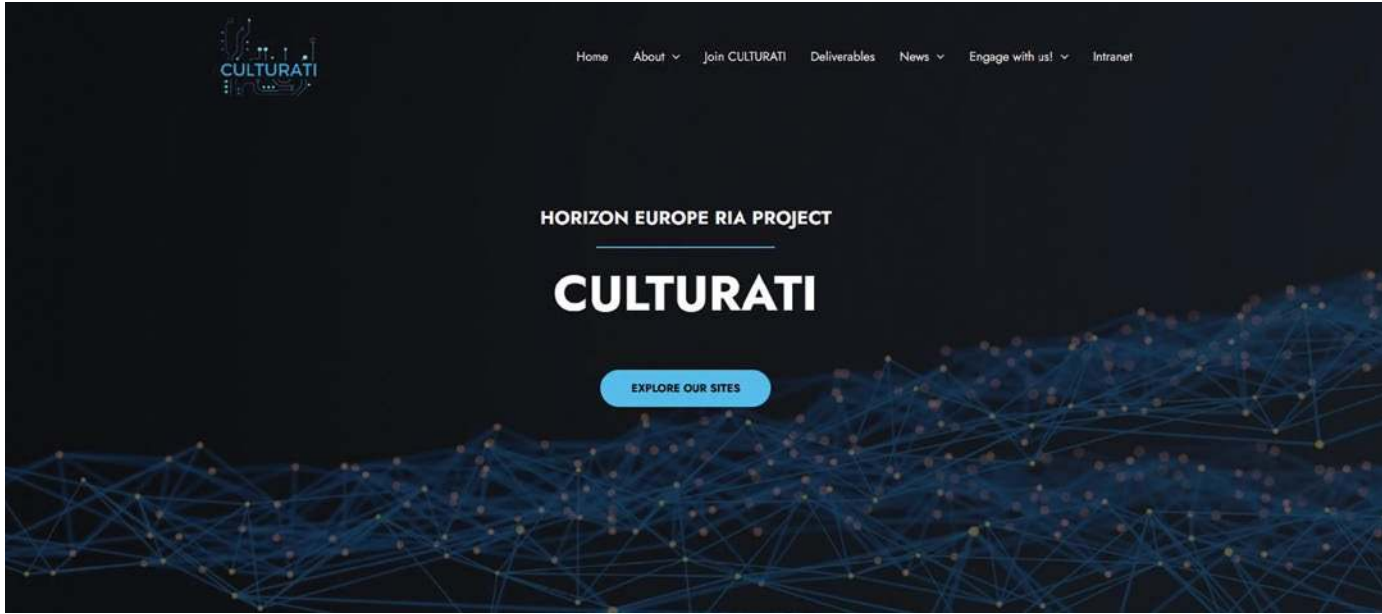 CULTURATI
Home About Join CULTURATI Deliverables News Engage with us! Intranet
HORIZON EUROPE RIA PROJECT
CULTURATI
EXPLORE OUR SITES